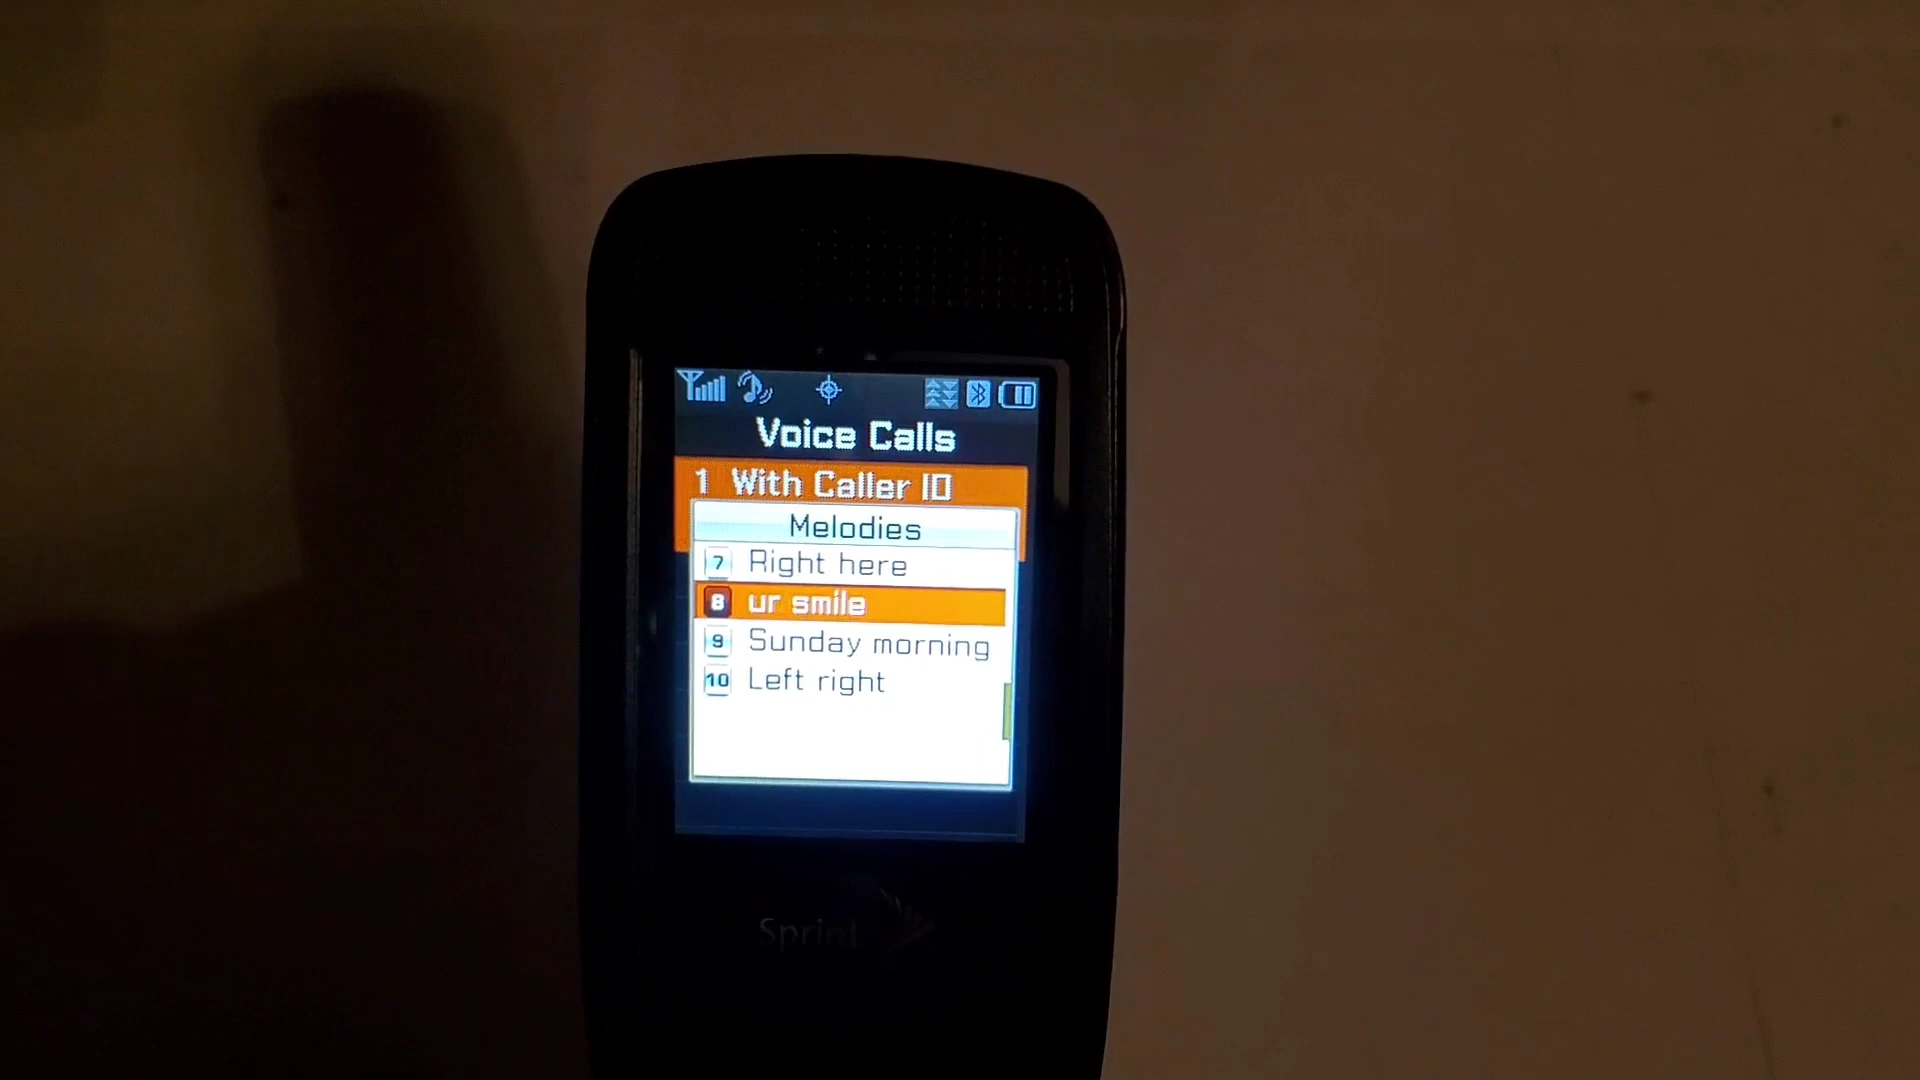 Voice Calls
1 With Caller ID
Melodies
7 Right here
8 ur smile
9 Sunday morning
10 Left right
Sprint